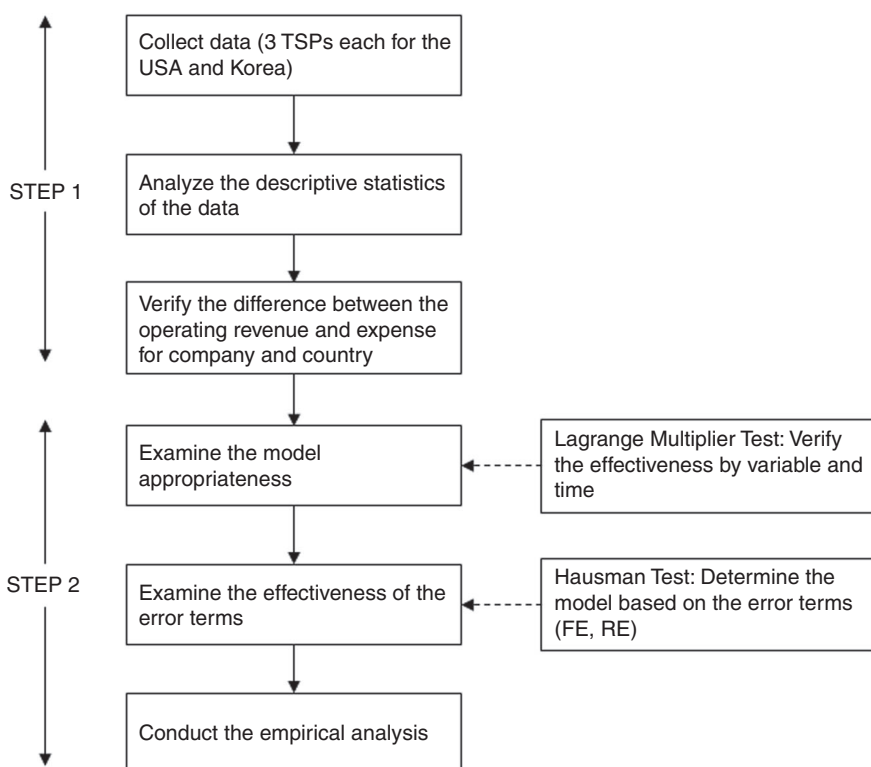 Collect data (3 TSPs each for the
USA and Korea)
STEP 1
Analyze the descriptive statistics
of the data
Verify the difference between the
operating revenue and expense
for company and country
Examine the model
appropriateness
Lagrange Multiplier Test: Verify
the effectiveness by variable and
time
STEP 2
Examine the effectiveness of the
error terms
Hausman Test: Determine the
model based on the error terms
(FE, RE)
Conduct the empirical analysis